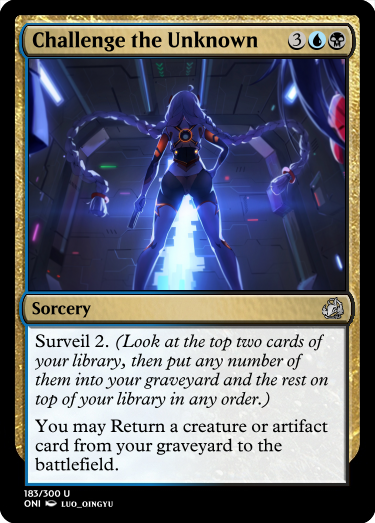 Challenge the Unknown 3
Sorcery
Surveil 2. (Look at the top two cards of
your library, then put any number of
them into your graveyard and the rest on
top of your library in any order.)
You may Return a creature or artifact
card from your graveyard to the
battlefield.
183/300 U
ONI LUO_QINGYU